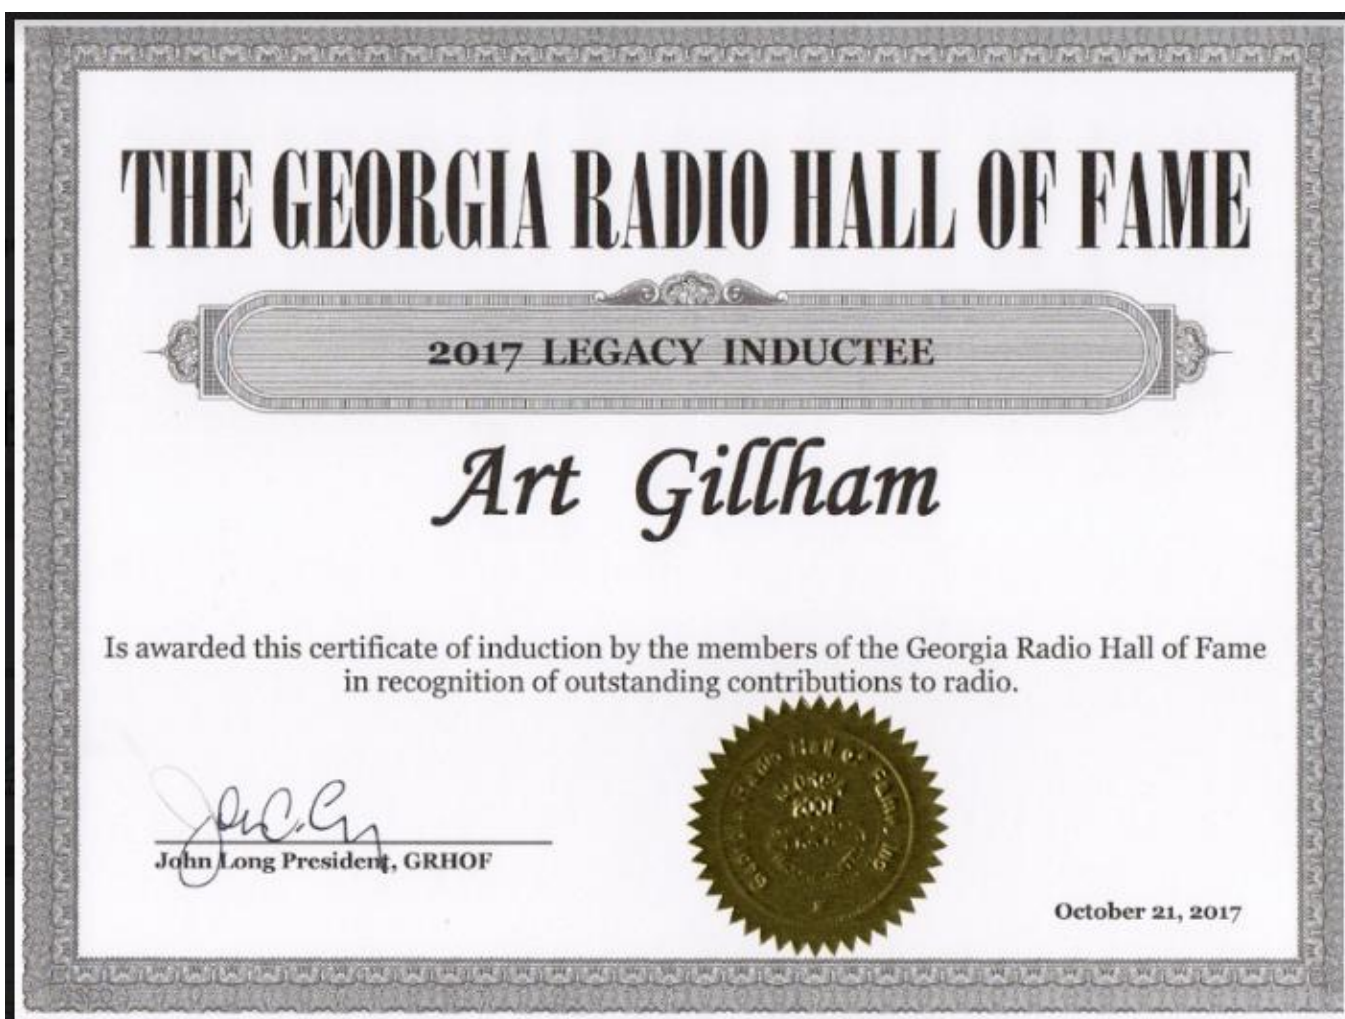 THE GEORGIA RADIO HALL OF FAME
2017 LEGACY INDUCTEE
Art Gillham
Is awarded this certificate of induction by the members of the Georgia Radio Hall of Fame
in recognition of outstanding contributions to radio.
John Long President, GRHOF
October 21, 2017